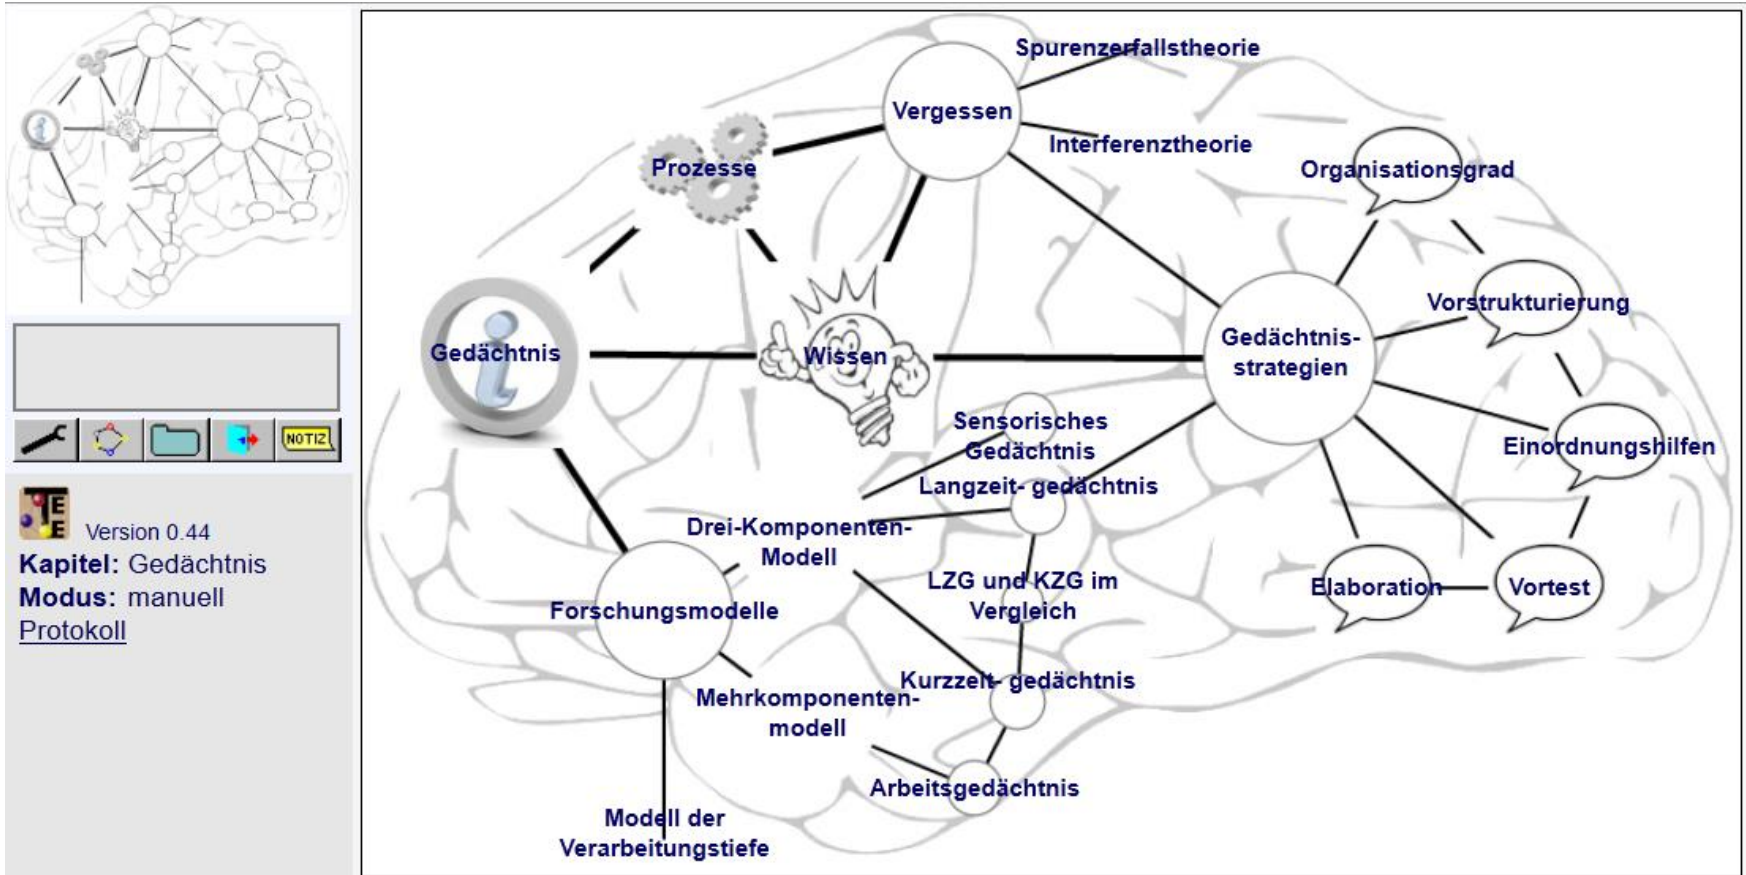 NOTIZ
T
E
E
E
Version 0.44
Kapitel: Gedächtnis
Modus: manuell
Protokoll
Spurenzerfallstheorie
Vergessen
Interferenztheorie
Prozesse
Organisationsgrad
Vorstrukturierung
Gedächtnis
Wissen
Gedächtnis-
strategien
Sensorisches
Gedächtnis
Einordnungshilfen
Langzeit- gedächtnis
Drei-Komponenten-
Modell
LZG und KZG im
Vergleich
Elaboration
Vortest
Forschungsmodelle
Kurzzeit- gedächtnis
Mehrkomponenten-
modell
Arbeitsgedächtnis
Modell der
Verarbeitungstiefe